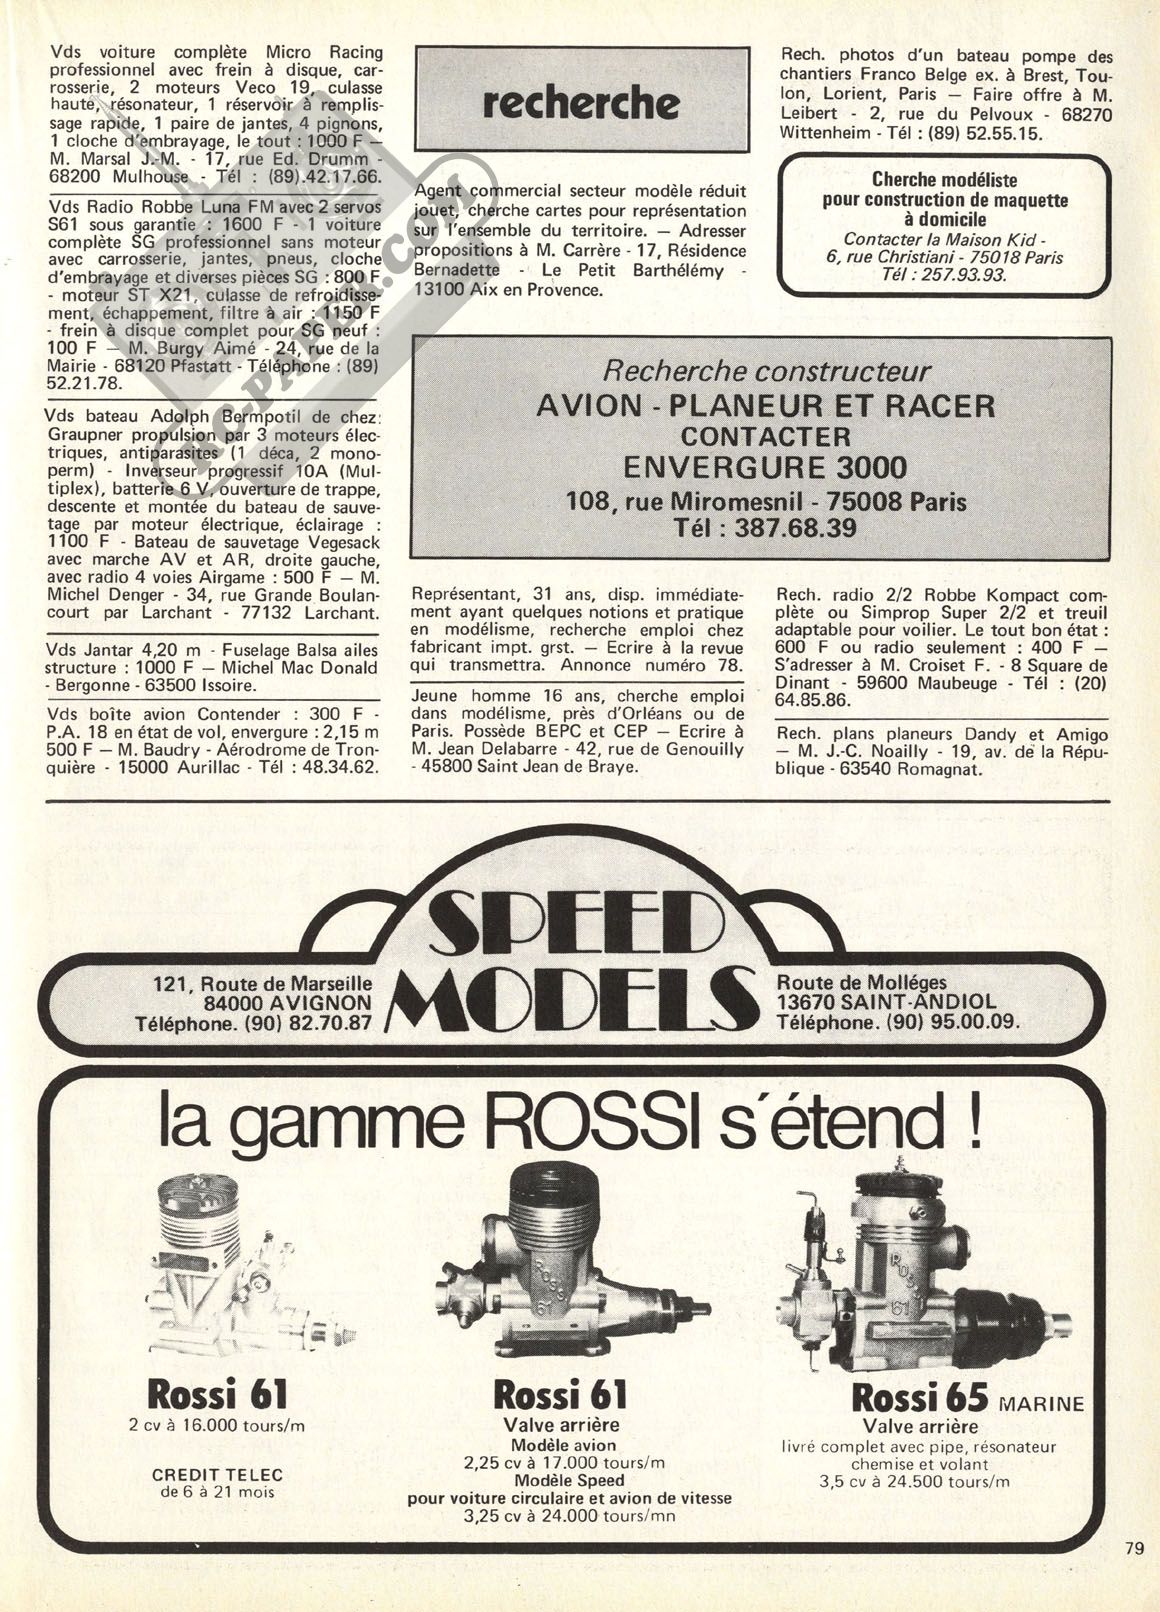 Vds voiture complète Micro Racing
professionnel avec frein à disque, car-
rosserie, 2 moteurs Veco 19, culasse
haute, résonateur, 1 réservoir à remplis-
sage rapide, 1 paire de jantes, 4 pignons,
1 cloche d'embrayage, le tout : 1000 F —
M. Marsal J.-M. - 17, rue Ed. Drumm -
68200 Mulhouse - Tél : (89).42.17.66.
Vds Radio Robbe Luna FM avec 2 servos
S61 sous garantie : 1600 F - 1 voiture
complète SG professionnel sans moteur
avec carrosserie, jantes, pneus, cloche
d'embrayage et diverses pièces SG : 800 F
- moteur ST X21, culasse de refroidisse-
ment, échappement, filtre à air : 1150 F
- frein à disque complet pour SG neuf :
100 F — M. Burgy Aimé - 24, rue de la
Mairie - 68120 Pfastatt - Téléphone : (89)
52.21.78.
Vds bateau Adolph Bermpotil de chez:
Graupner propulsion par 3 moteurs élec-
triques, antiparasites (1 déca, 2 mono-
perm) - Inverseur progressif 10A (Mul-
tiplex), batterie 6 V, ouverture de trappe,
descente et montée du bateau de sauve-
tage par moteur électrique, éclairage :
1100 F - Bateau de sauvetage Vegesack
avec marche AV et AR, droite gauche,
avec radio 4 voies Airgame : 500 F — M.
Michel Denger - 34, rue Grande Boulan-
court par Larchant - 77132 Larchant.
Vds Jantar 4,20 m - Fuselage Balsa ailes
structure : 1000 F — Michel Mac Donald
- Bergonne - 63500 Issoire.
Vds boîte avion Contender : 300 F -
P.A. 18 en état de vol, envergure : 2,15 m
500 F — M. Baudry - Aérodrome de Tron-
quière - 15000 Aurillac - Tél : 48.34.62.
RC-PAPER.COM
recherche
Agent commercial secteur modèle réduit
jouet, cherche cartes pour représentation
sur l'ensemble du territoire. — Adresser
propositions à M. Carrère - 17, Résidence
Bernadette - Le Petit Barthélémy -
13100 Aix en Provence.
Rech. photos d'un bateau pompe des
chantiers Franco Belge ex. à Brest, Tou-
lon, Lorient, Paris — Faire offre à M.
Leibert - 2, rue du Pelvoux - 68270
Wittenheim - Tél : (89) 52.55.15.
Cherche modéliste
pour construction de maquette
à domicile
Contacter la Maison Kid -
6, rue Christiani - 75018 Paris
Tél : 257.93.93.
Recherche constructeur
AVION - PLANEUR ET RACER
CONTACTER
ENVERGURE 3000
108, rue Miromesnil - 75008 Paris
Tél : 387.68.39
Représentant, 31 ans, disp. immédiate-
ment ayant quelques notions et pratique
en modélisme, recherche emploi chez
fabricant impt. grst. — Ecrire à la revue
qui transmettra. Annonce numéro 78.
Jeune homme 16 ans, cherche emploi
dans modélisme, près d'Orléans ou de
Paris. Possède BEPC et CEP — Ecrire à
M. Jean Delabarre - 42, rue de Genouilly
- 45800 Saint Jean de Braye.
Rech. radio 2/2 Robbe Kompact com-
plète ou Simprop Super 2/2 et treuil
adaptable pour voilier. Le tout bon état :
600 F ou radio seulement : 400 F —
S'adresser à M. Croiset F. - 8 Square de
Dinant - 59600 Maubeuge - Tél : (20)
64.85.86.
Rech. plans planeurs Dandy et Amigo
— M. J.-C. Noailly - 19, av. de la Répu-
blique - 63540 Romagnat.
SPEED
MODELS
121, Route de Marseille
84000 AVIGNON
Téléphone. (90) 82.70.87
Route de Molléges
13670 SAINT-ANDIOL
Téléphone. (90) 95.00.09.
la gamme ROSSI s'étend !
ROSSI
61
ROSSI
61
Rossi 61
2 cv à 16.000 tours/m
CREDIT TELEC
de 6 à 21 mois
Rossi 61
Valve arrière
Modèle avion
2,25 cv à 17.000 tours/m
Modèle Speed
pour voiture circulaire et avion de vitesse
3,25 cv à 24.000 tours/mn
Rossi 65 MARINE
Valve arrière
livré complet avec pipe, résonateur
chemise et volant
3,5 cv à 24.500 tours/m
79